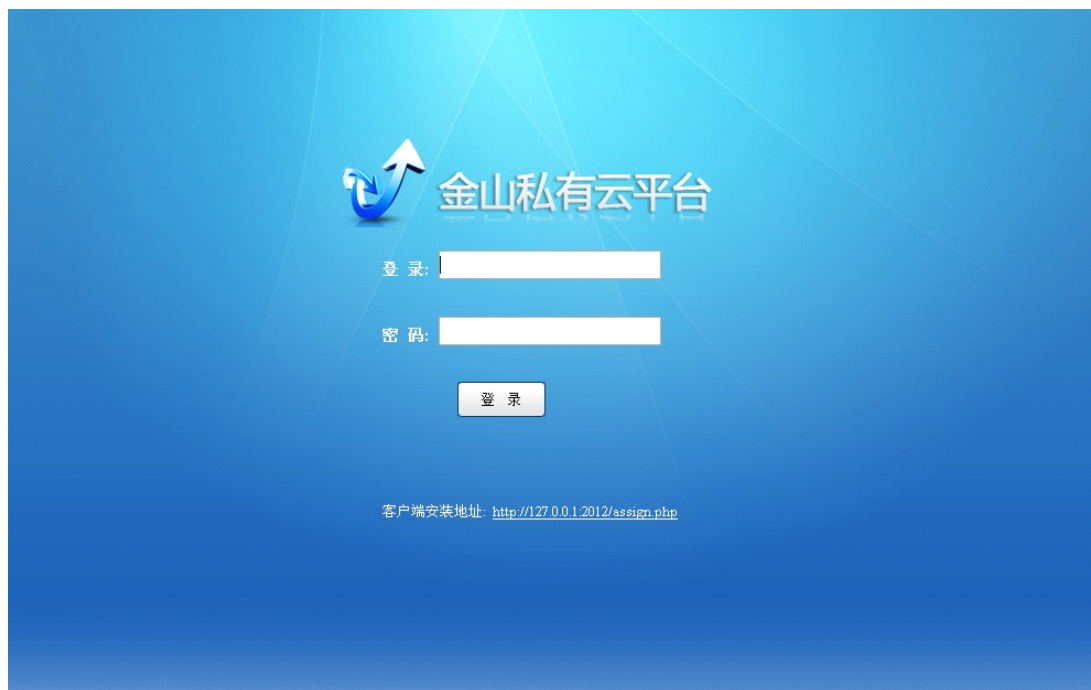 金山私有云平台
登 录:
密 码:
登 录
客户端安装地址: http://127.0.0.1:2012/assign.php